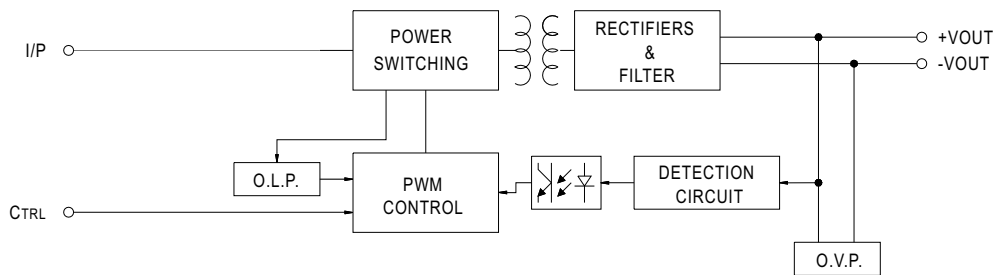 I/P
POWER
SWITCHING
RECTIFIERS
&
FILTER
+VOUT
-VOUT
O.L.P.
PWM
CONTROL
DETECTION
CIRCUIT
CTRL
O.V.P.